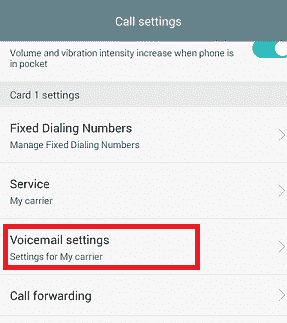 Call settings
Volume and vibration intensity increase when phone is
in pocket
Card 1 settings
Fixed Dialing Numbers
Manage Fixed Dialing Numbers
Service
My carrier
Voicemail settings
Settings for My carrier
Call forwarding